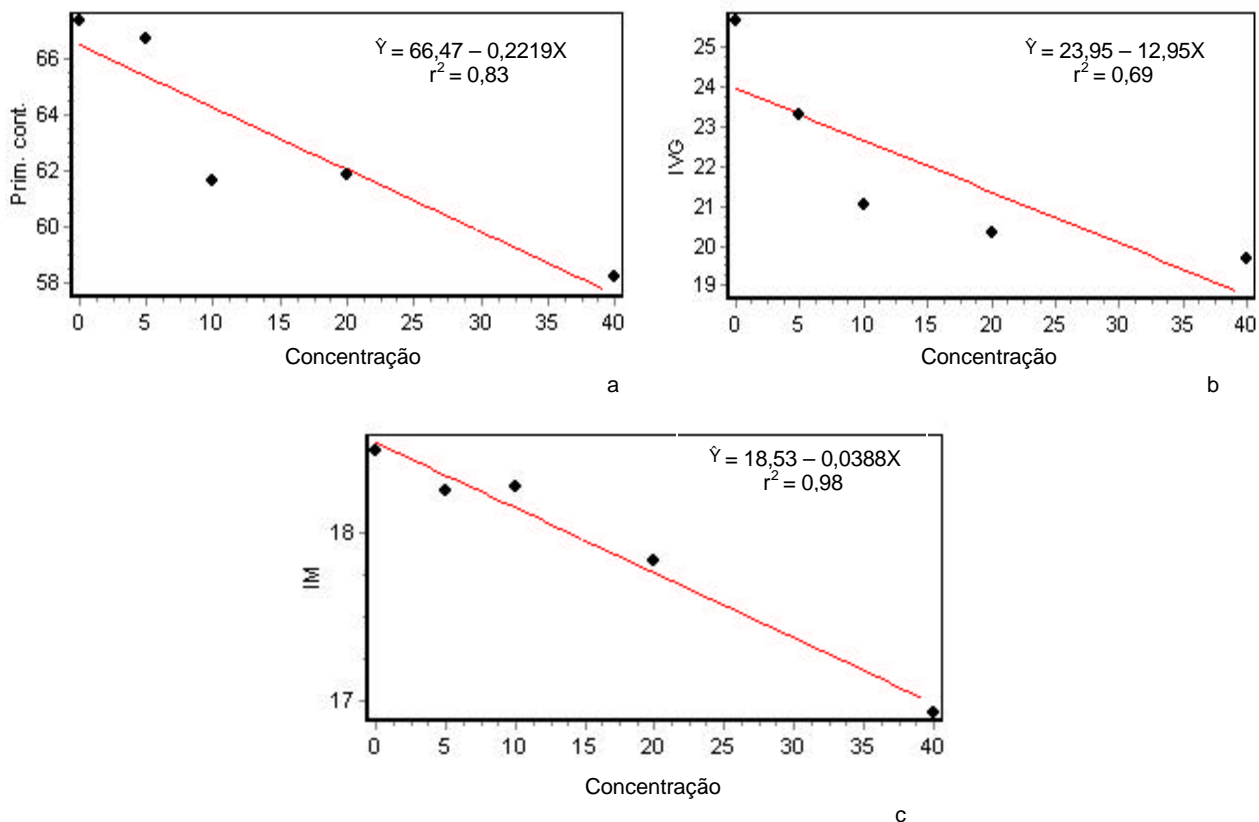 Ŷ = 66,47 – 0,2219X
r² = 0,83
Prim. cont.
66
64
62
60
58
0 5 10 15 20 25 30 35 40
Concentração
a
Ŷ = 23,95 – 12,95X
r² = 0,69
IVG
25
24
23
22
21
20
19
0 5 10 15 20 25 30 35 40
Concentração
b
Ŷ = 18,53 – 0,0388X
r² = 0,98
IM
18
17
0 5 10 15 20 25 30 35 40
Concentração
c